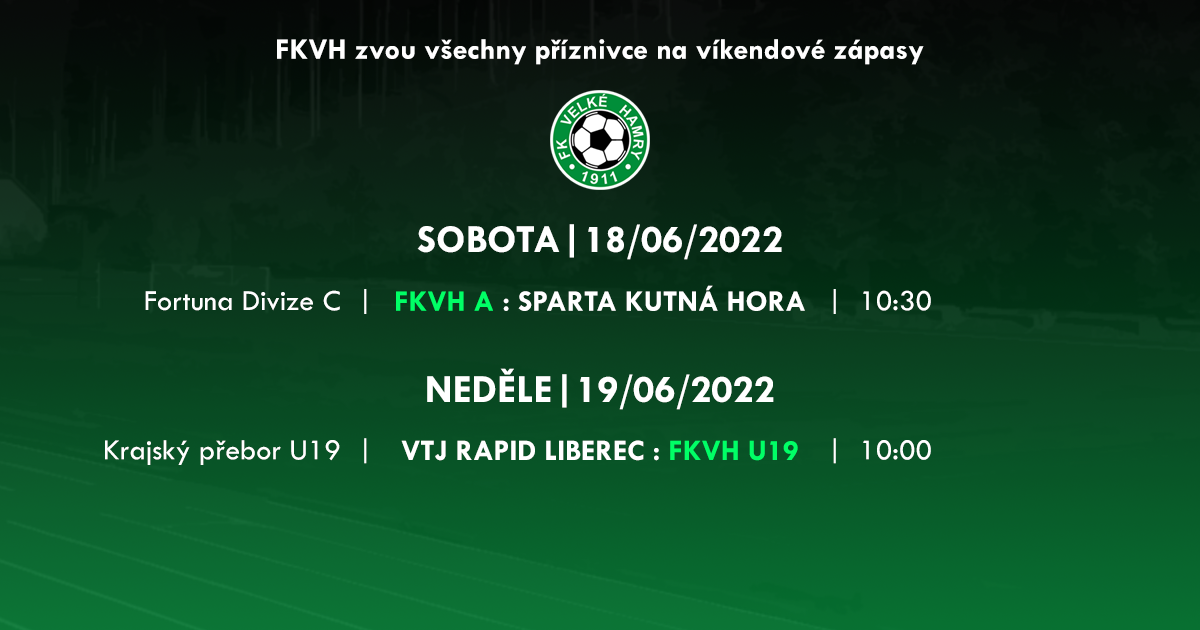 FKVH zvou všechny příznivce na víkendové zápasy
FK VELKÉ HAMRY
1911
SOBOTA | 18/06/2022
Fortuna Divize C | FKVH A : SPARTA KUTNÁ HORA | 10:30
NEDĚLE | 19/06/2022
Krajský přebor U19 | VTJ RAPID LIBEREC : FKVH U19 | 10:00